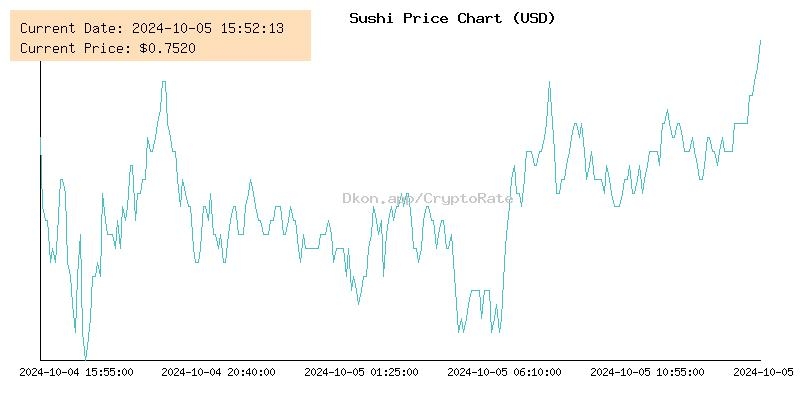 Sushi Price Chart (USD)
Current Date: 2024-10-05 15:52:13
Current Price: $0.7520
Dkon.app/CryptoRate
2024-10-04 15:55:00 2024-10-04 20:40:00 2024-10-05 01:25:00 2024-10-05 06:10:00 2024-10-05 10:55:00 2024-10-05